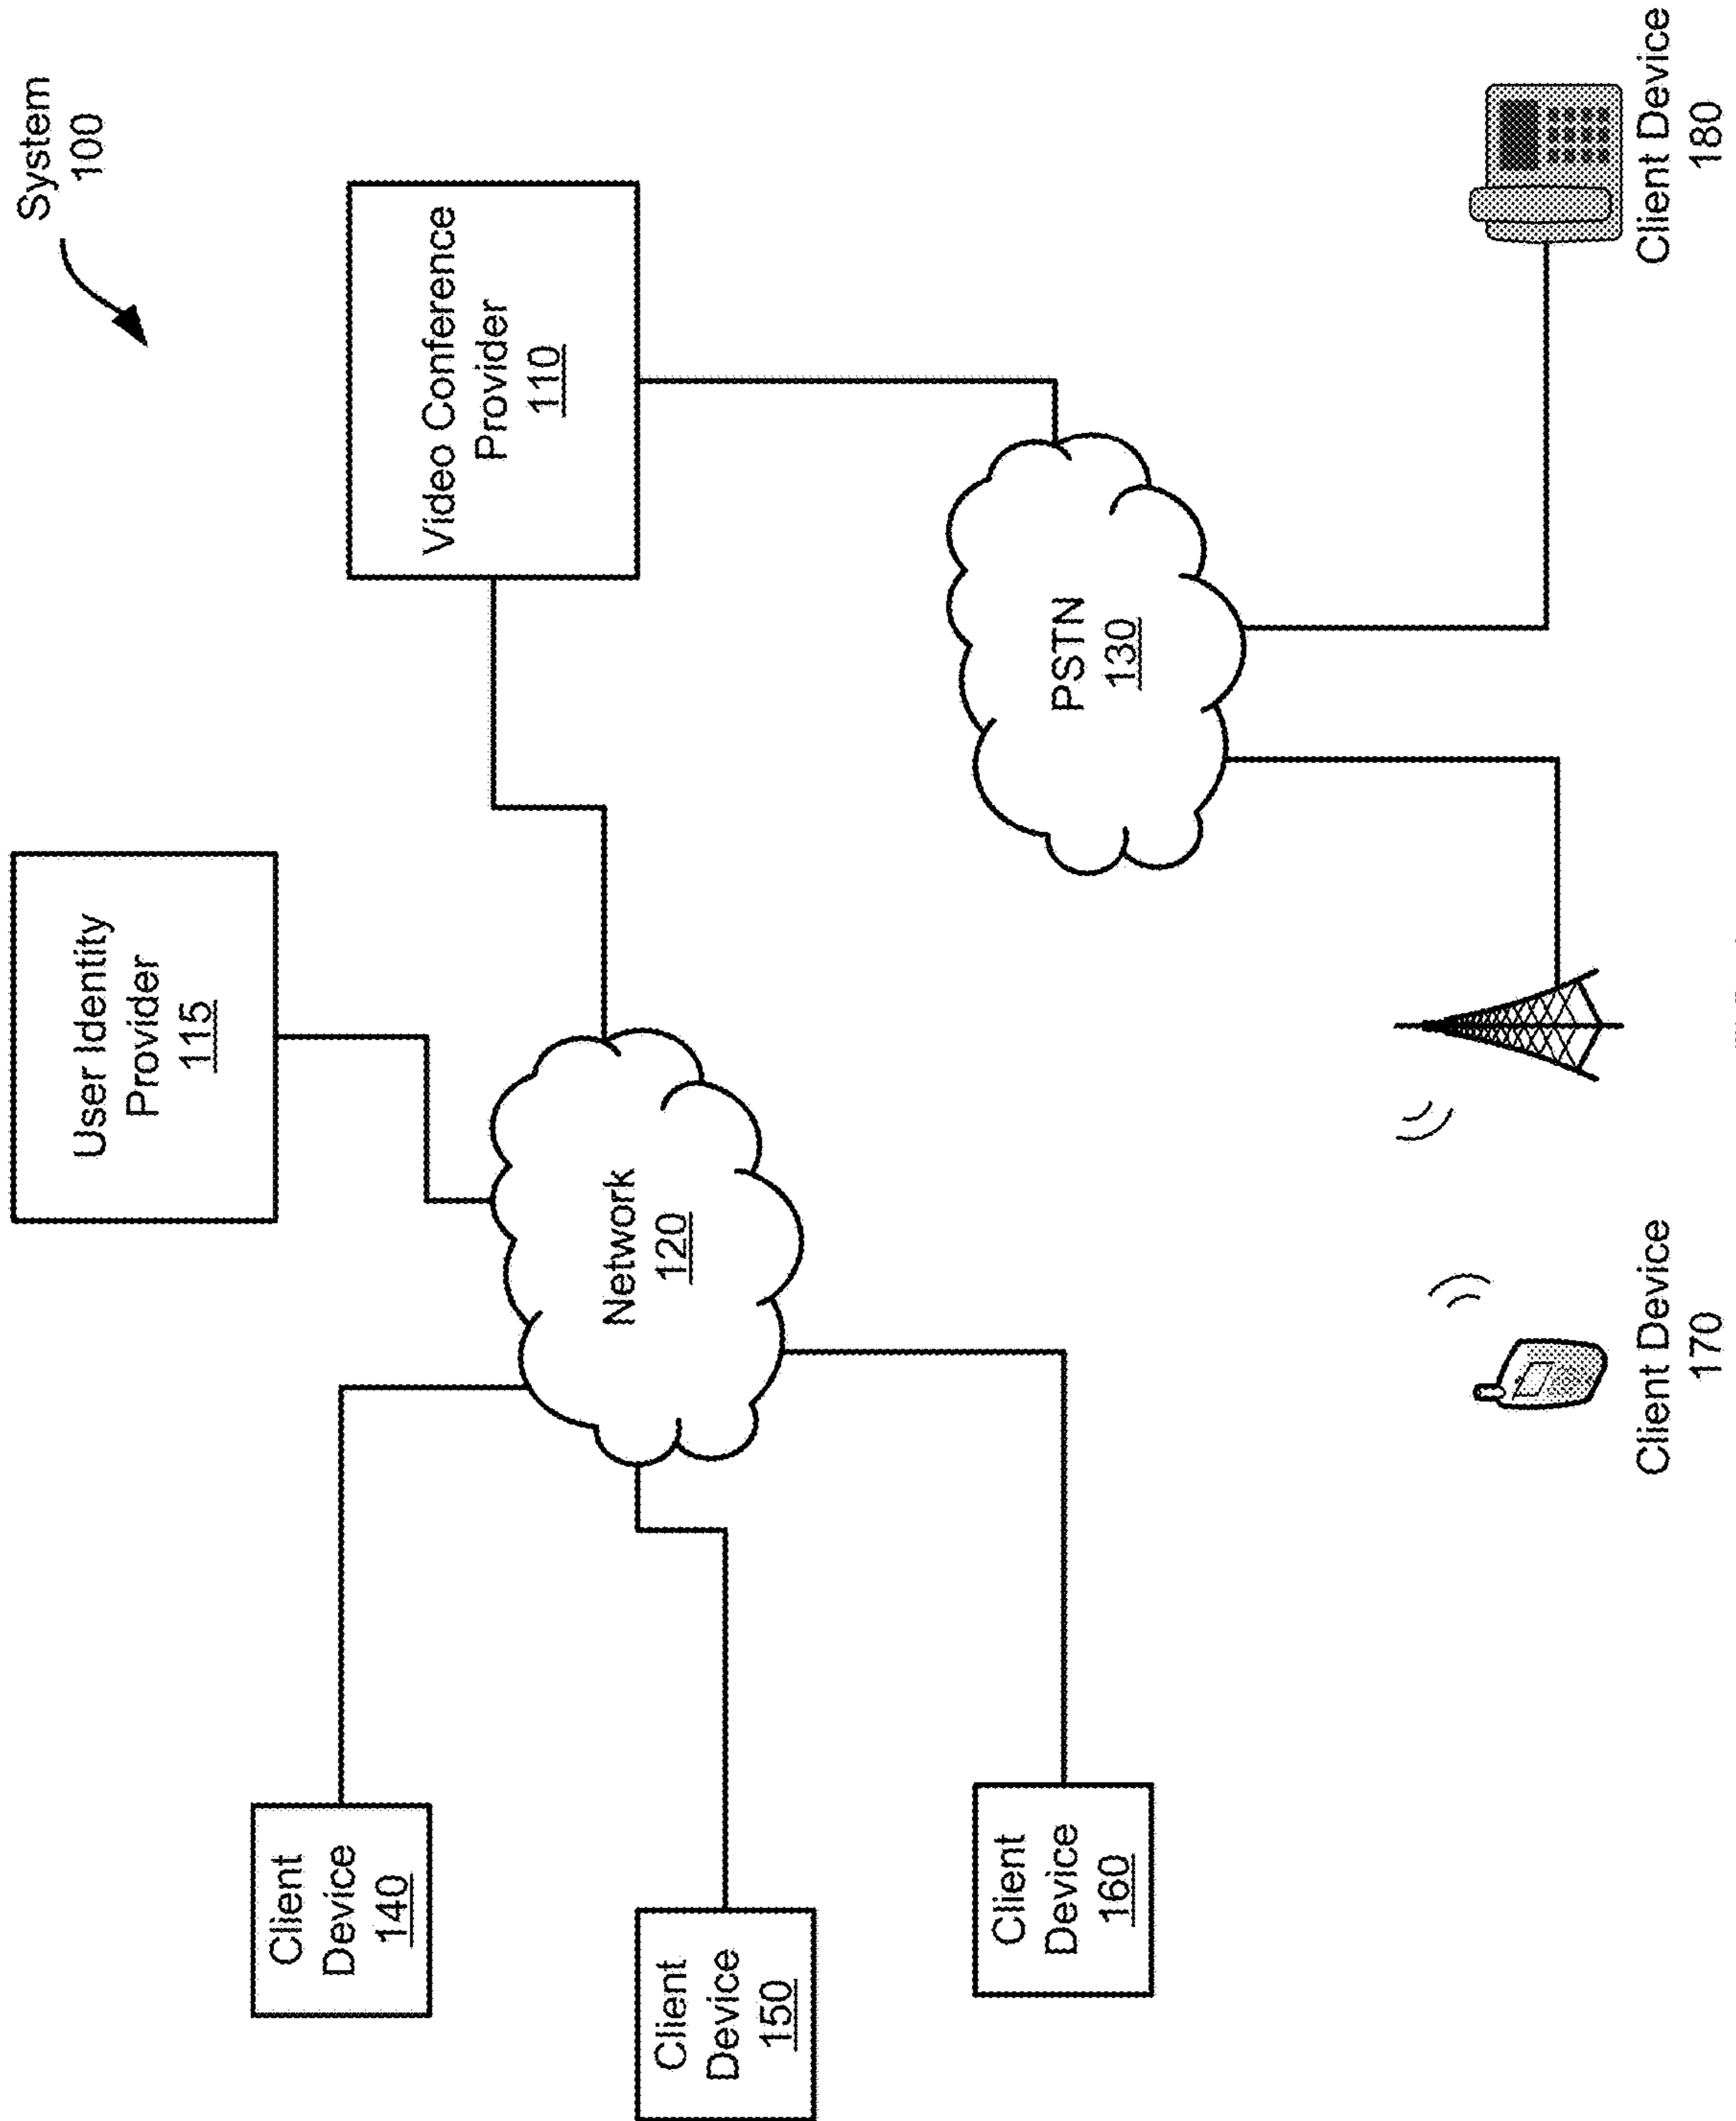 System
100
User Identity
Provider
115
Video Conference
Provider
110
Client
Device
140
Network
120
Client
Device
150
PSTN
130
Client
Device
160
Client Device
170
Client Device
180